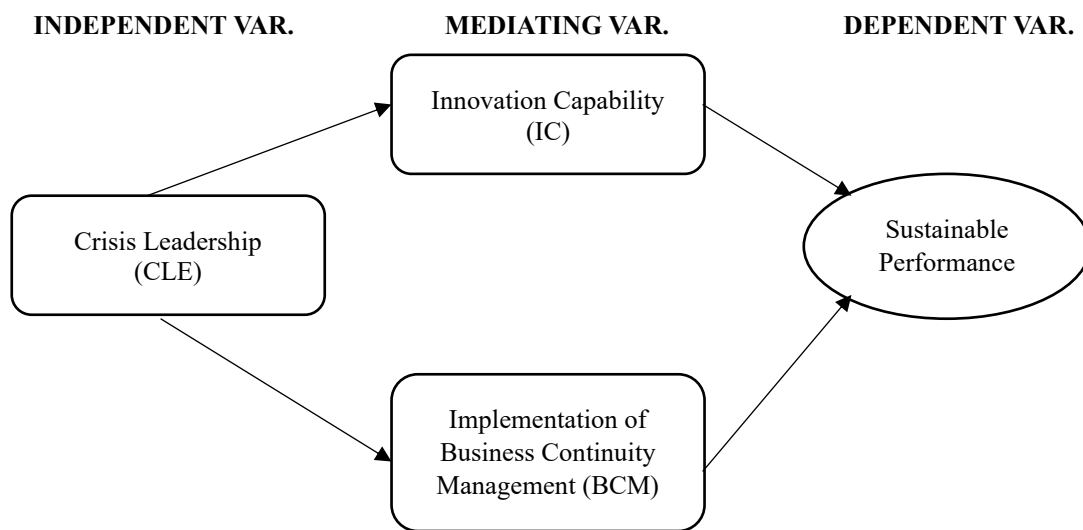 INDEPENDENT VAR.
MEDIATING VAR.
DEPENDENT VAR.
Innovation Capability
(IC)
Crisis Leadership
(CLE)
Sustainable
Performance
Implementation of
Business Continuity
Management (BCM)